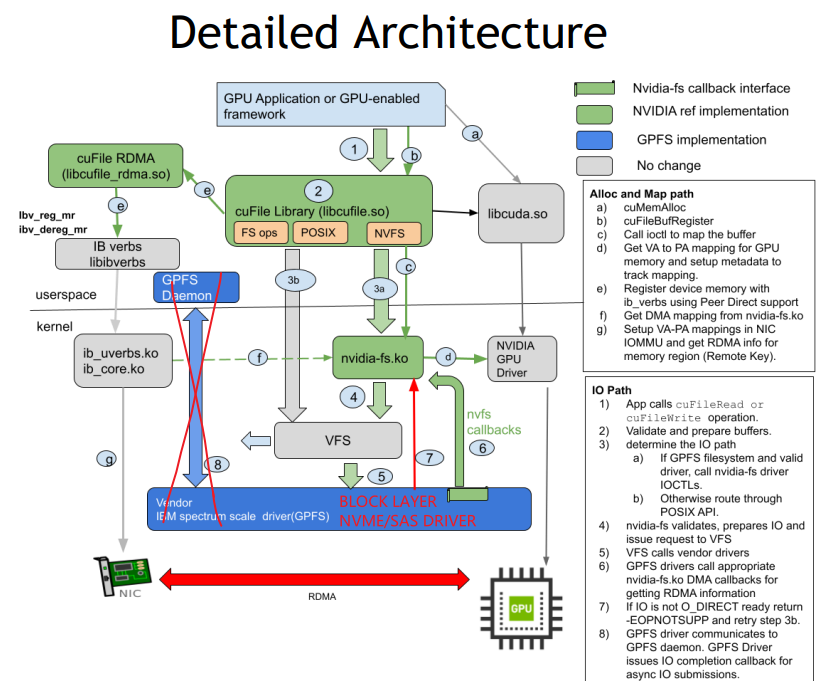 Detailed Architecture
GPU Application or GPU-enabled
framework
Nvidia-fs callback interface
NVIDIA ref implementation
GPFS implementation
No change
a
1
b
cuFile RDMA
(libcufile_rdma.so)
e
e
Ibv_reg_mr
ibv_dereg_mr
2
cuFile Library (libcufile.so)
FS ops
POSIX
NVFS
libcuda.so
IB verbs
libibverbs
GPFS
Daemon
3b
3a
c
userspace
kernel
ib_uverbs.ko
ib_core.ko
f
nvidia-fs.ko
d
NVIDIA
GPU
Driver
4
nvfs
callbacks
VFS
g
8
5
7
6
Vendor
IBM spectrum scale driver(GPFS)
BLOCK LAYER
NVME/SAS DRIVER
NIC
RDMA
GPU
Alloc and Map path
a) cuMemAlloc
b) cuFileBufRegister
c) Call ioctl to map the buffer
d) Get VA to PA mapping for GPU
memory and setup metadata to
track mapping.
e) Register device memory with
ib_verbs using Peer Direct support
f) Get DMA mapping from nvidia-fs.ko
g) Setup VA-PA mappings in NIC
IOMMU and get RDMA info for
memory region (Remote Key).
IO Path
1) App calls cuFileRead or
cuFileWrite operation.
2) Validate and prepare buffers.
3) determine the IO path
a) If GPFS filesystem and valid
driver, call nvidia-fs driver
IOCTLs.
b) Otherwise route through
POSIX API.
4) nvidia-fs validates, prepares IO and
issue request to VFS
5) VFS calls vendor drivers
6) GPFS drivers call appropriate
nvidia-fs.ko DMA callbacks for
getting RDMA information
7) If IO is not O_DIRECT ready return
-EOPNOTSUPP and retry step 3b.
8) GPFS driver communicates to
GPFS daemon. GPFS Driver
issues IO completion callback for
async IO submissions.